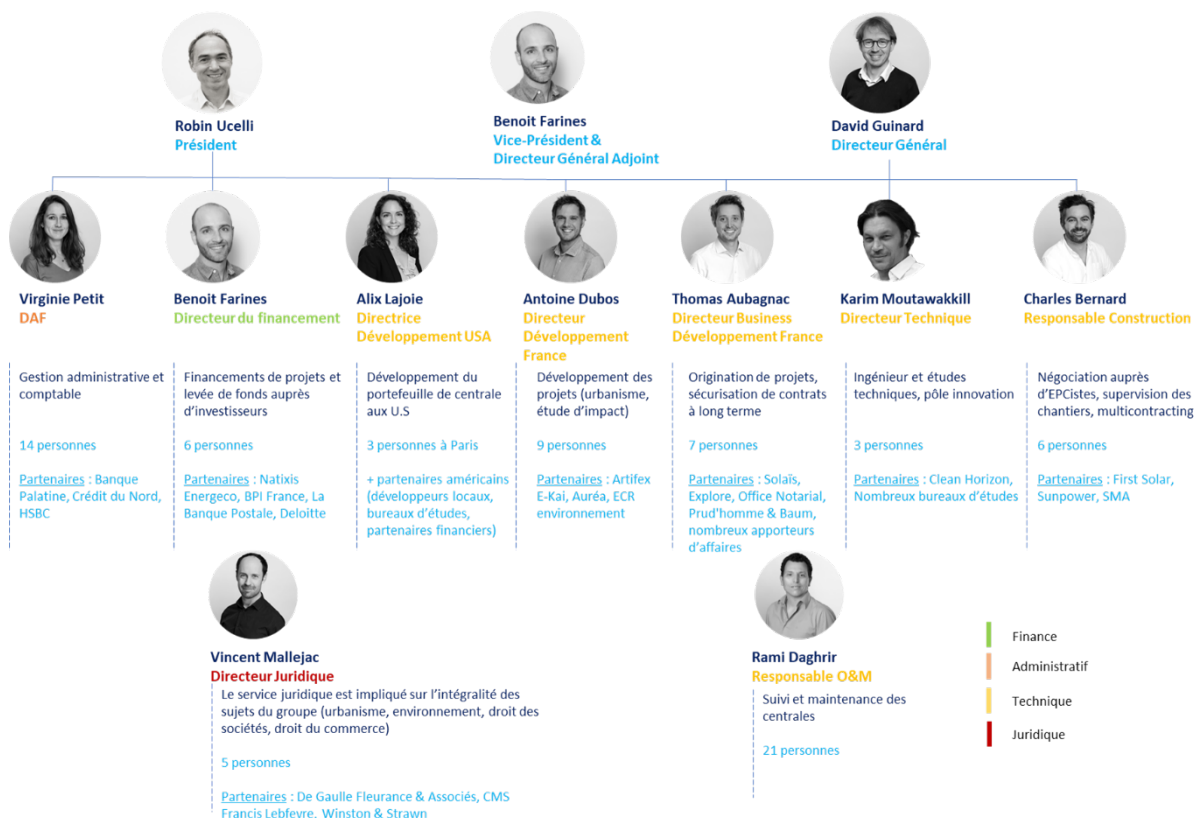 Robin Ucelli
Président
Benoit Farines
Vice-Président &
Directeur Général Adjoint
David Guinard
Directeur Général
Virginie Petit
DAF
Gestion administrative et
comptable
14 personnes
Partenaires : Banque
Palatine, Crédit du Nord,
HSBC
Benoit Farines
Directeur du financement
Financements de projets et
levée de fonds auprès
d’investisseurs
6 personnes
Partenaires : Natixis
Energeco, BPI France, La
Banque Postale, Deloitte
Alix Lajoie
Directrice
Développement USA
Développement du
portefeuille de centrale
aux U.S
3 personnes à Paris
+ partenaires américains
(développeurs locaux,
bureaux d’études,
partenaires financiers)
Antoine Dubos
Directeur
Développement
France
Développement des
projets (urbanisme,
étude d’impact)
9 personnes
Partenaires : Artifex
E-Kai, Auréa, ECR
environnement
Thomas Aubagnac
Directeur Business
Développement France
Origination de projets,
sécurisation de contrats à
long terme
7 personnes
Partenaires : Solaïs,
Explore, Office Notarial,
Prud'homme & Baum,
nombreux apporteurs
d’affaires
Karim Moutawakkill
Directeur Technique
Ingénieur et études
techniques, pôle innovation
3 personnes
Partenaires : Clean Horizon,
Nombreux bureaux d’études
Charles Bernard
Responsable Construction
Négociation auprès
d’EPCistes, supervision des
chantiers, multicontracting
6 personnes
Partenaires : First Solar,
Sunpower, SMA
Vincent Mallejac
Directeur Juridique
Le service juridique est impliqué sur l’intégralité des
sujets du groupe (urbanisme, environnement, droit des
sociétés, droit du commerce)
5 personnes
Partenaires : De Gaulle Fleurance & Associés, CMS
Francis Lebfevre, Winston & Strawn
Rami Daghrir
Responsable O&M
Suivi et maintenance des
centrales
21 personnes
Finance
Administratif
Technique
Juridique